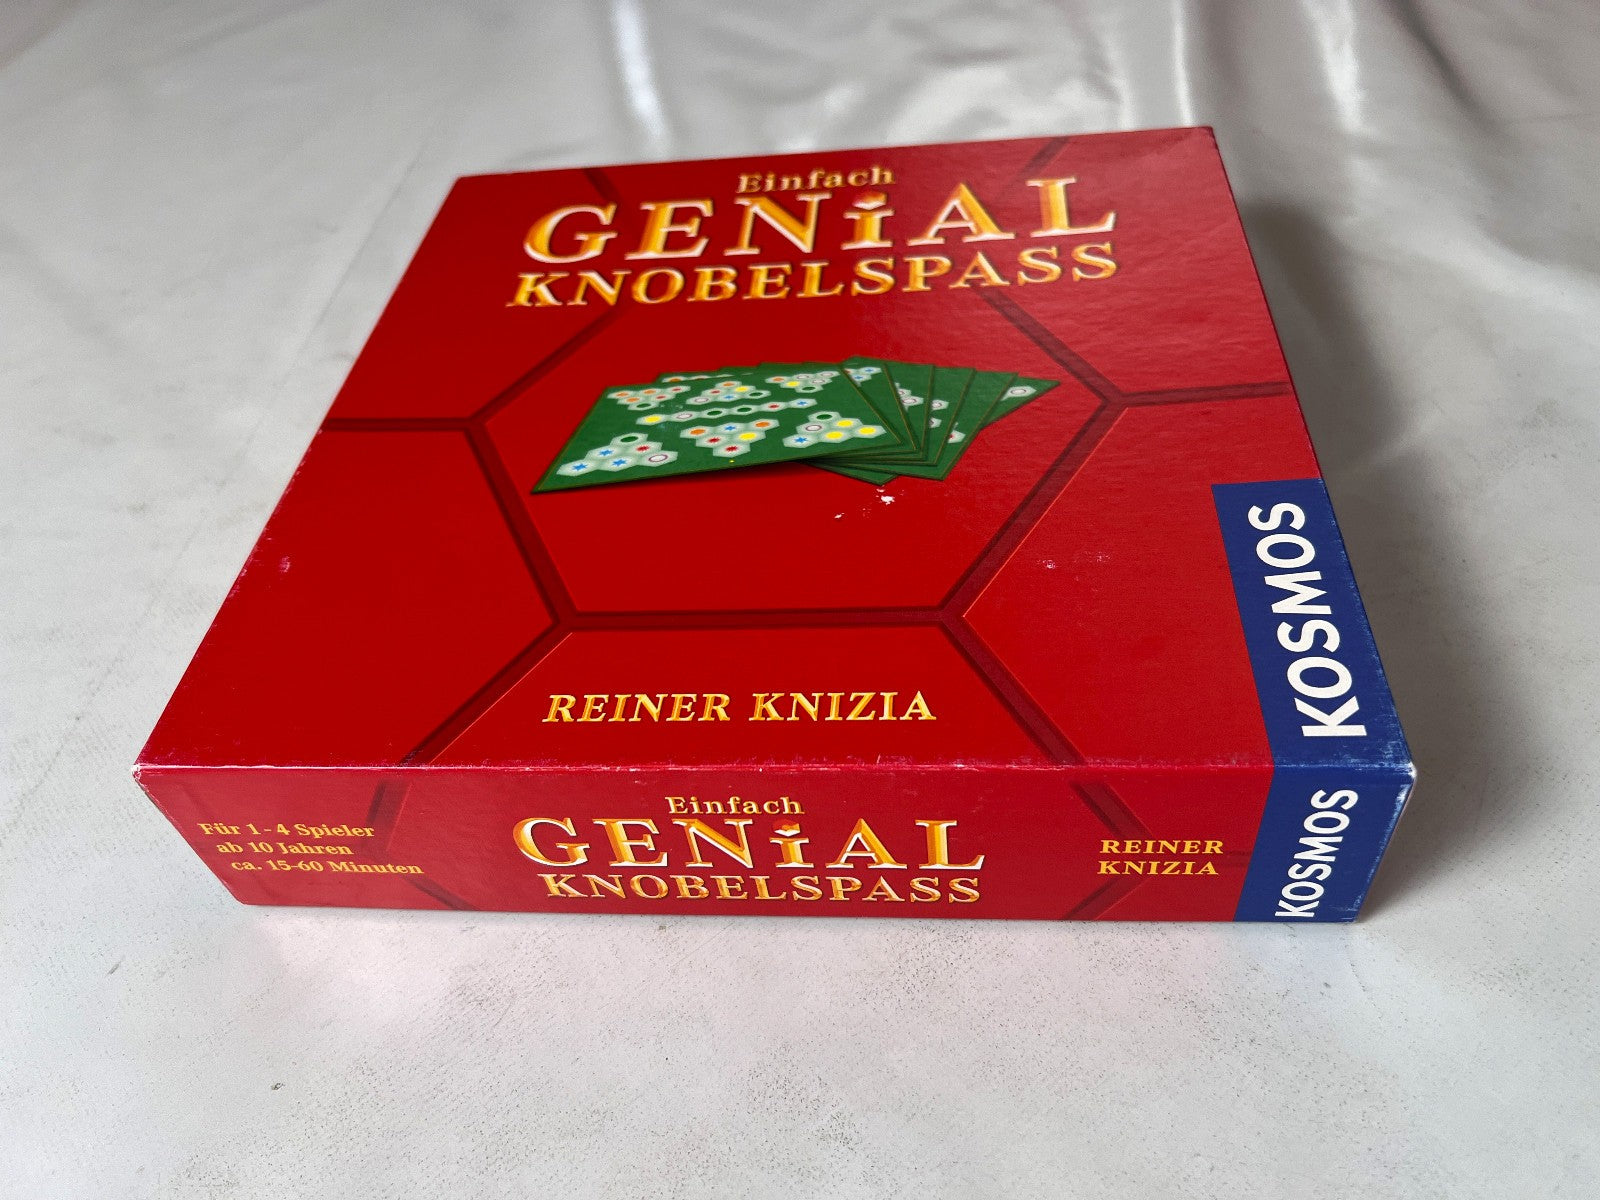 Einfach
GENiAL
KNOBELSPASS
KOSMOS
REINER KNIZIA
Für 1 - 4 Spieler
ab 10 Jahren
ca. 15-60 Minuten
Einfach
GENiAL
KNOBELSPASS
REINER
KNIZIA
KOSMOS